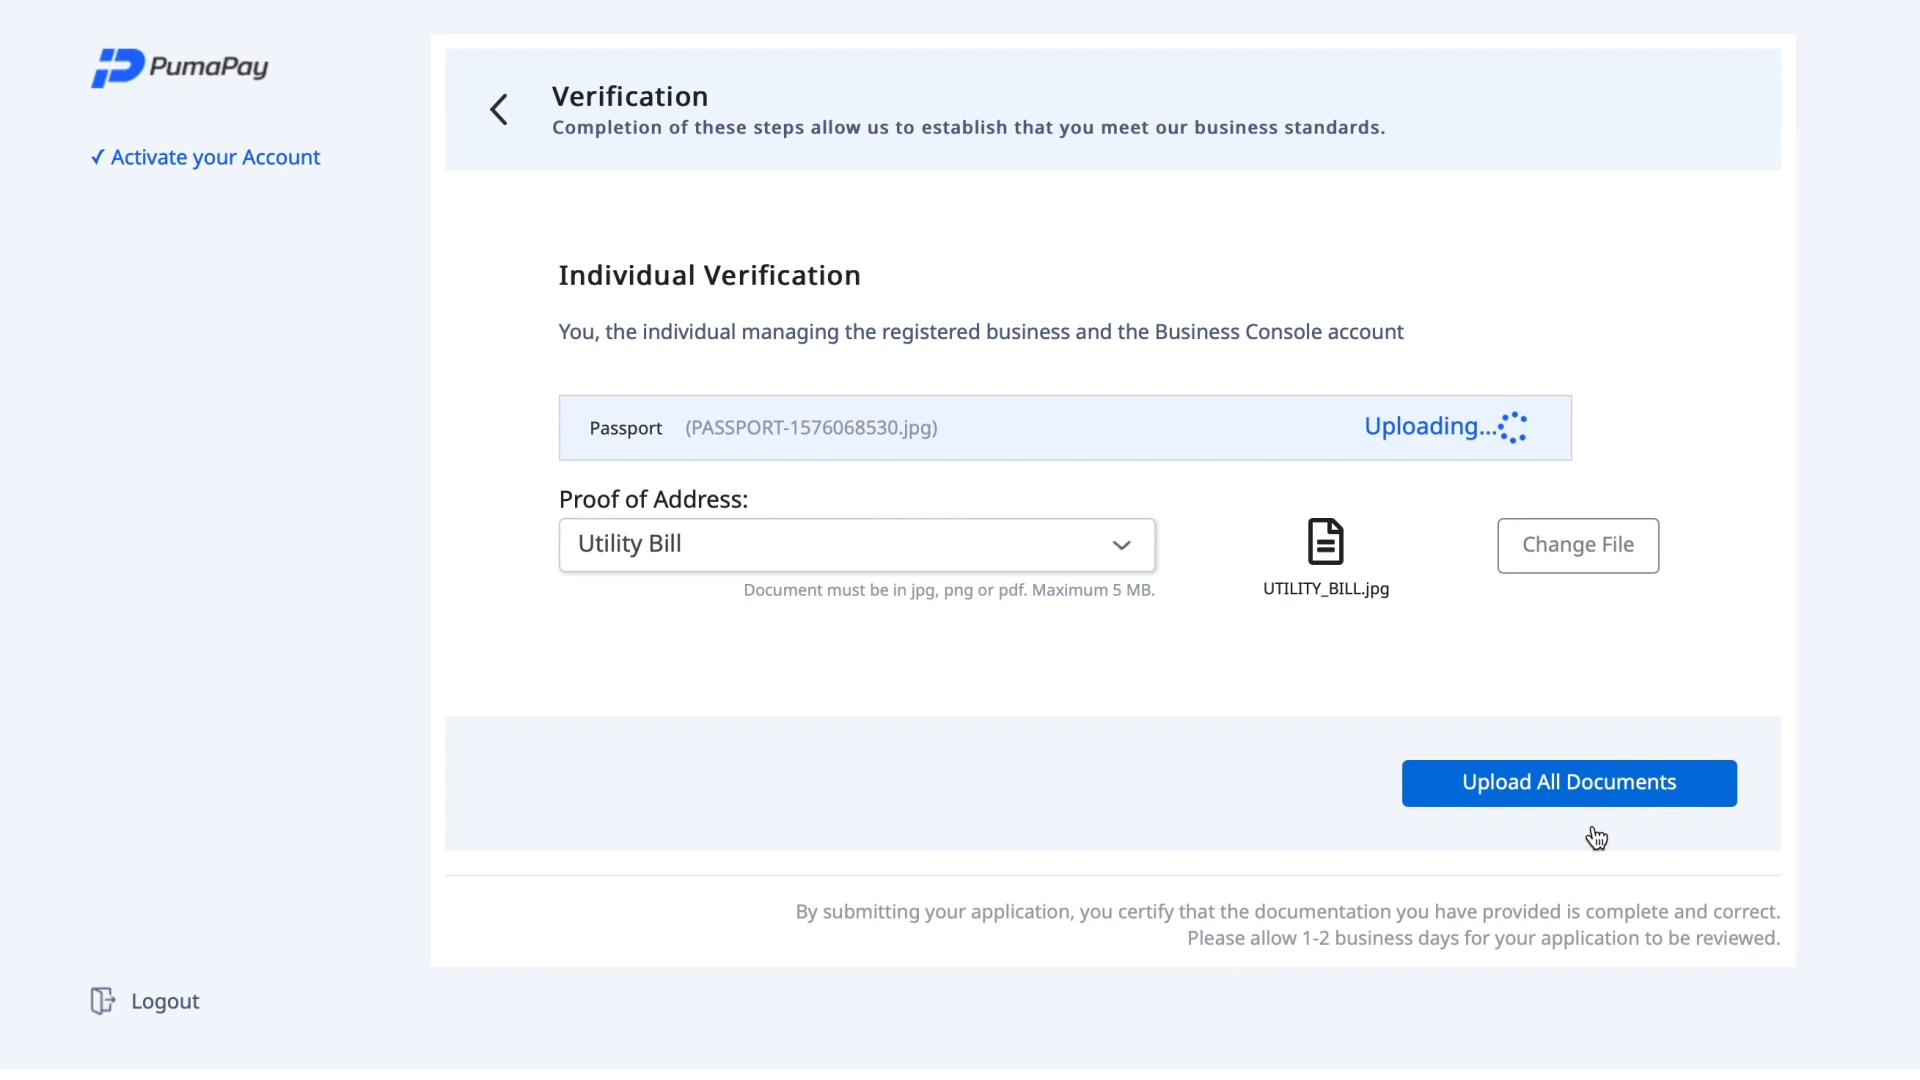 PumaPay
✓ Activate your Account
Verification
Completion of these steps allow us to establish that you meet our business standards.
Individual Verification
You, the individual managing the registered business and the Business Console account
Passport (PASSPORT-1576068530.jpg) Uploading...
Proof of Address:
Utility Bill
Change File
Document must be in jpg, png or pdf. Maximum 5 MB.
UTILITY_BILL.jpg
Upload All Documents
By submitting your application, you certify that the documentation you have provided is complete and correct.
Please allow 1-2 business days for your application to be reviewed.
Logout